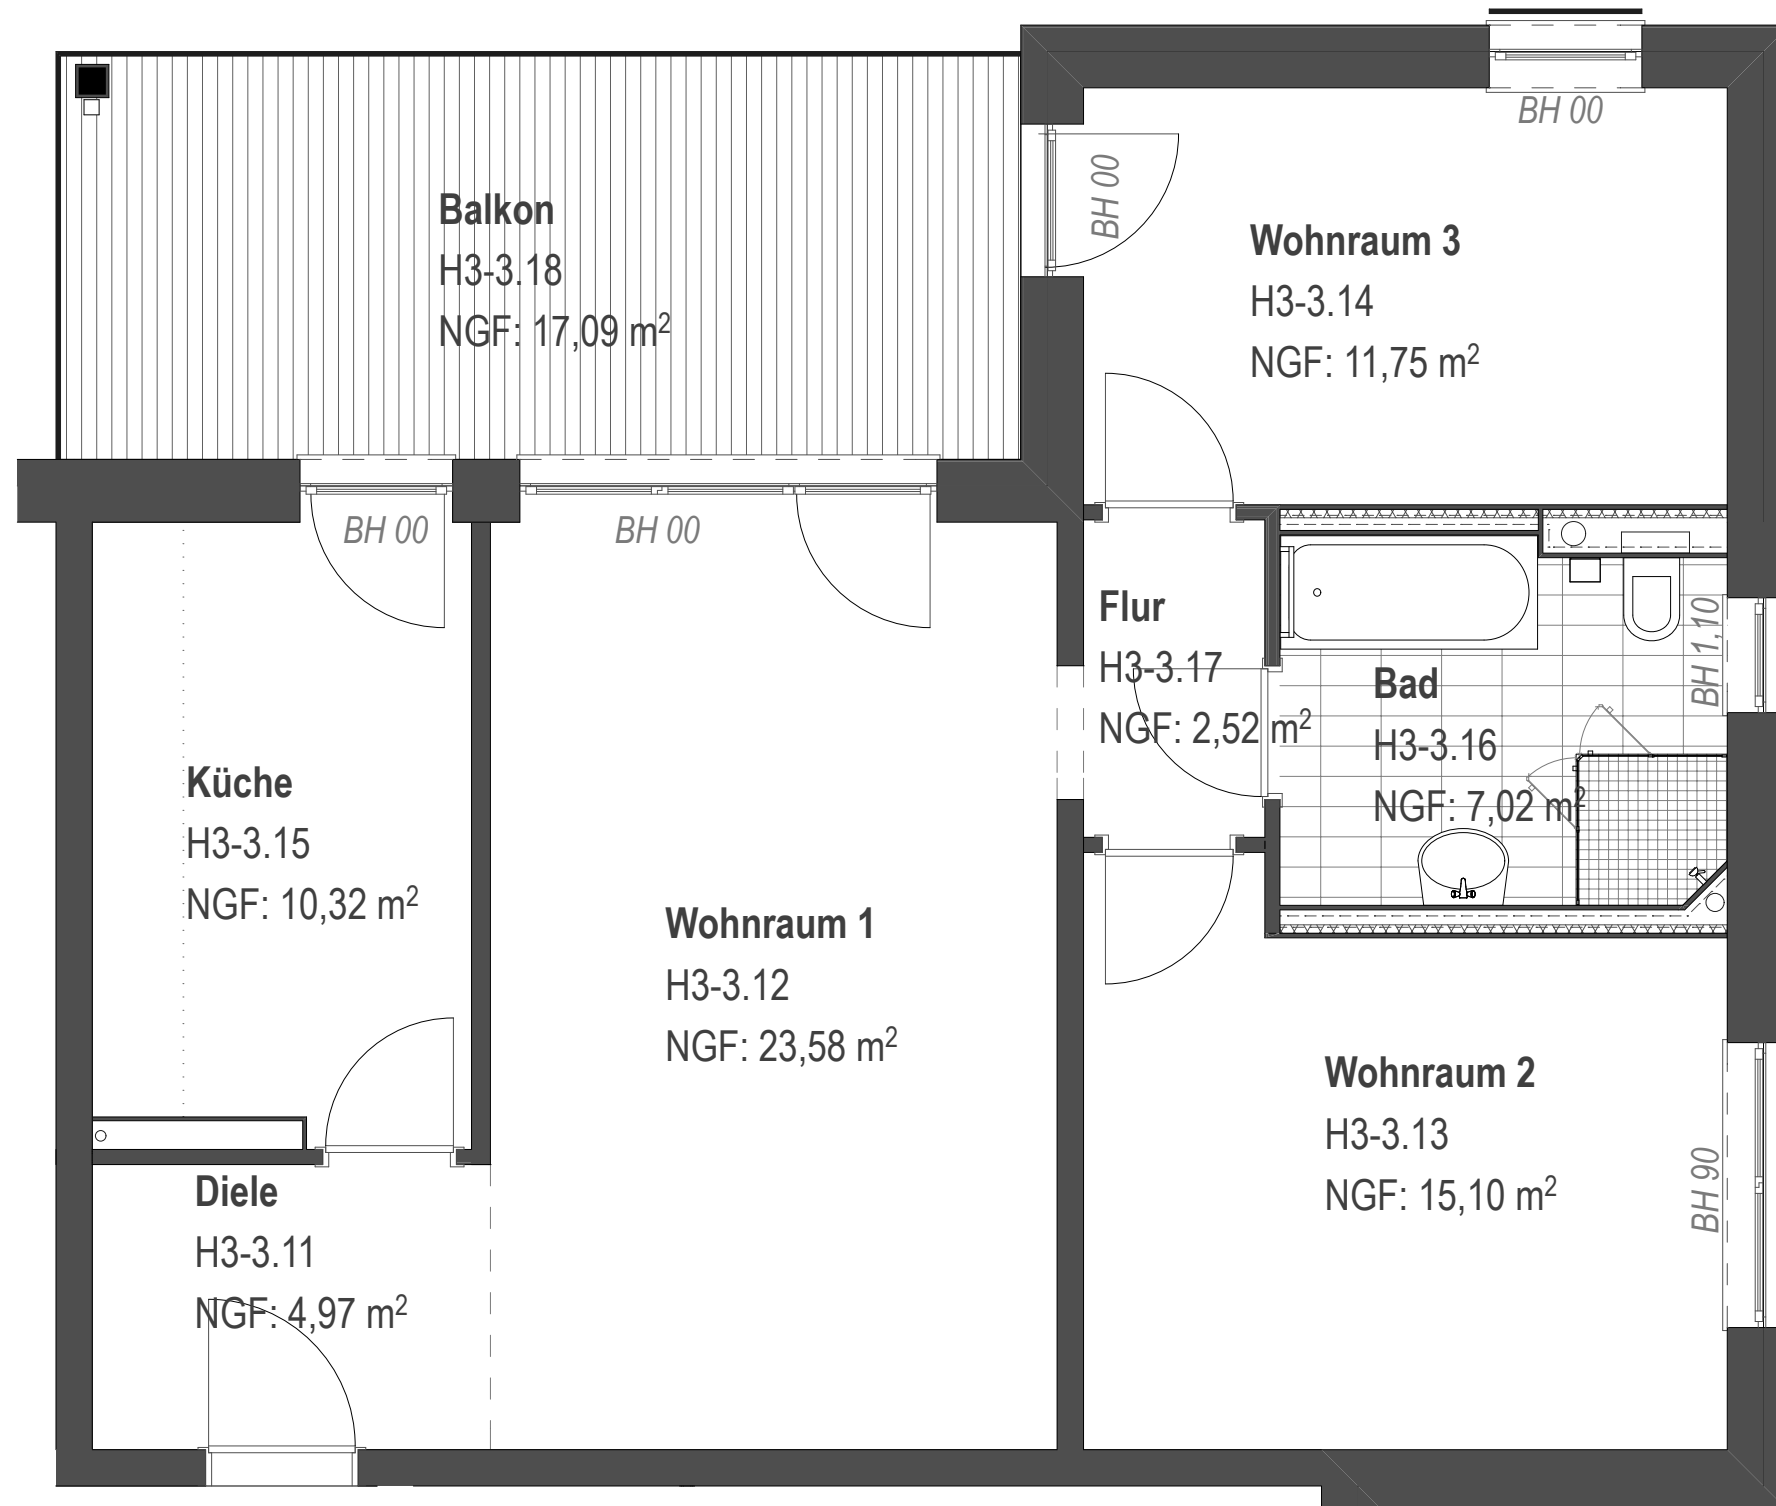 BH 00
Balkon
H3-3.18
NGF: 17,09 m²
BH 00
Wohnraum 3
H3-3.14
NGF: 11,75 m²
BH 00
BH 00
Flur
H3-3.17
NGF: 2,52 m²
Bad
H3-3.16
NGF: 7,02 m²
BH 1,10
Küche
H3-3.15
NGF: 10,32 m²
Wohnraum 1
H3-3.12
NGF: 23,58 m²
Wohnraum 2
H3-3.13
NGF: 15,10 m²
BH 90
Diele
H3-3.11
NGF: 4,97 m²